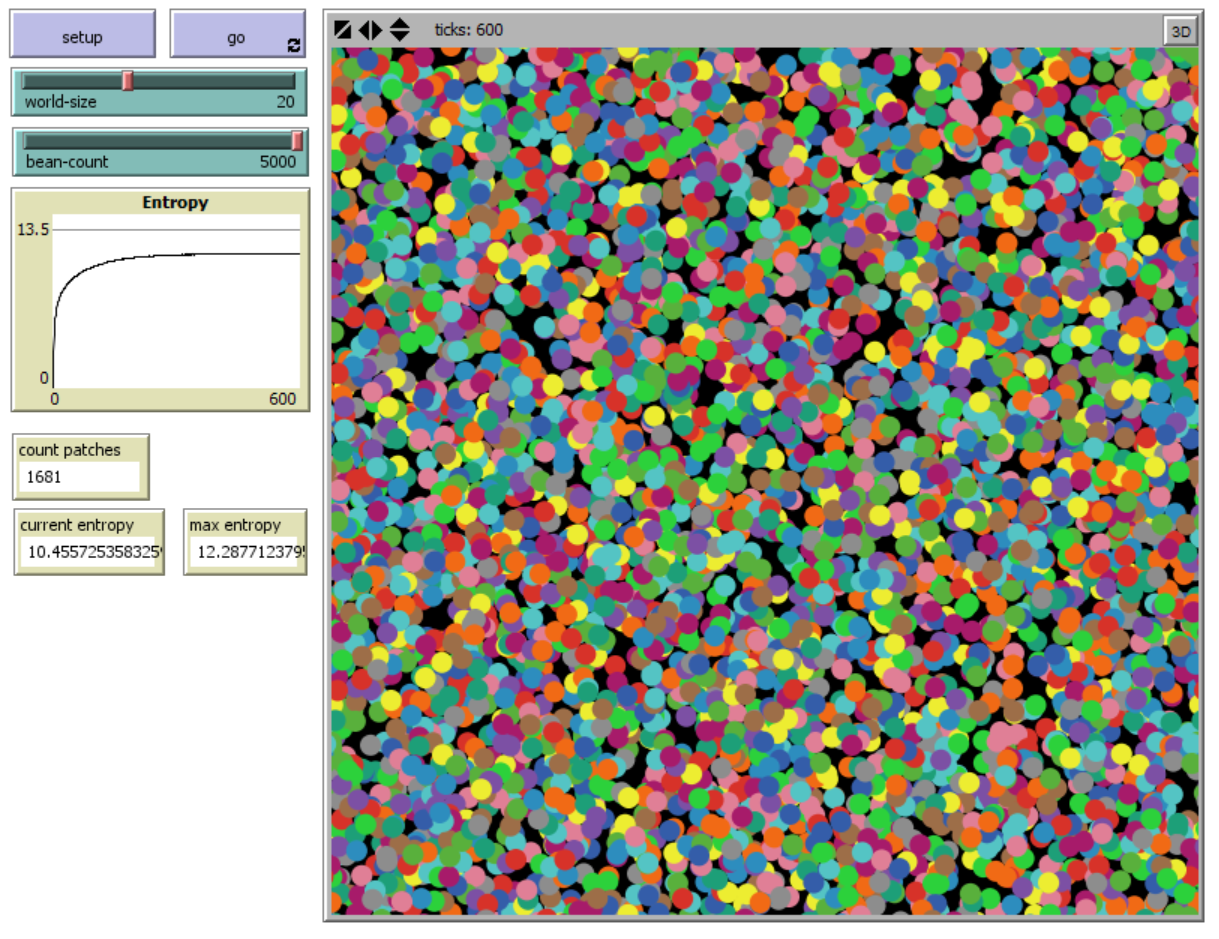 setup
go
ticks: 600
3D
world-size 20
bean-count 5000
Entropy
13.5
0
0 600
count patches
1681
current entropy
max entropy
10.455725358325
12.287712379